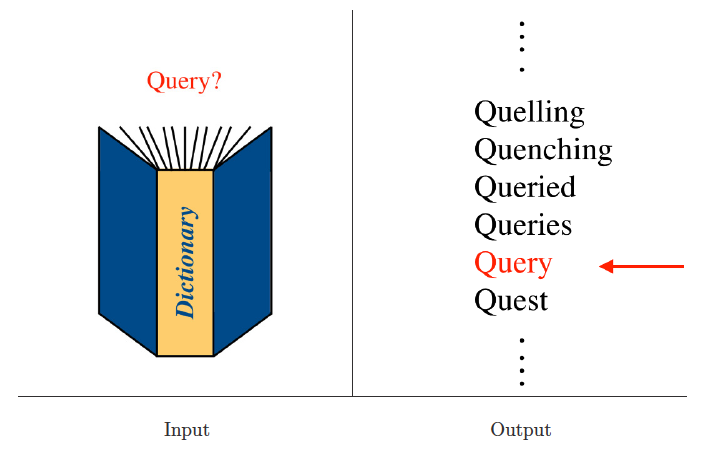 Query?
Dictionary
Quelling
Quenching
Queried
Queries
Query
Quest
Input
Output